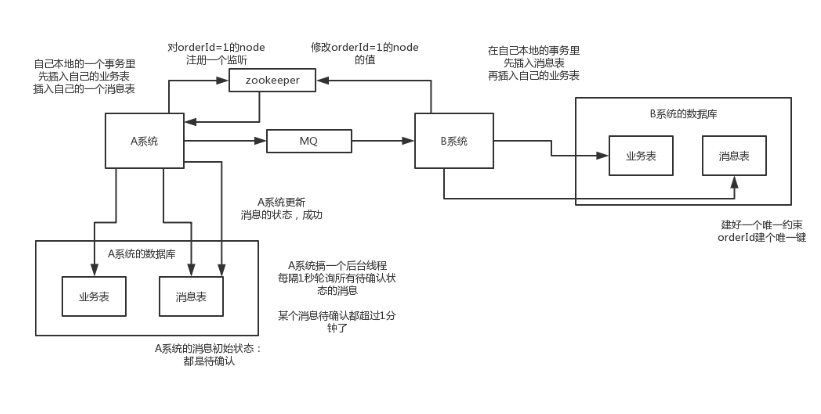 对orderId=1的node
注册一个监听
修改orderId=1的node
的值
自己本地的一个事务里
先插入自己的业务表
插入自己的一个消息表
在自己本地的事务里
先插入消息表
再插入自己的业务表
zookeeper
A系统
MQ
B系统
B系统的数据库
业务表
消息表
A系统更新
消息的状态，成功
建好一个唯一约束
orderId建个唯一键
A系统的数据库
业务表
消息表
A系统搞一个后台线程
每隔1秒轮询所有待确认状
态的消息
某个消息待确认都超过1分
钟了
A系统的消息初始状态：
都是待确认